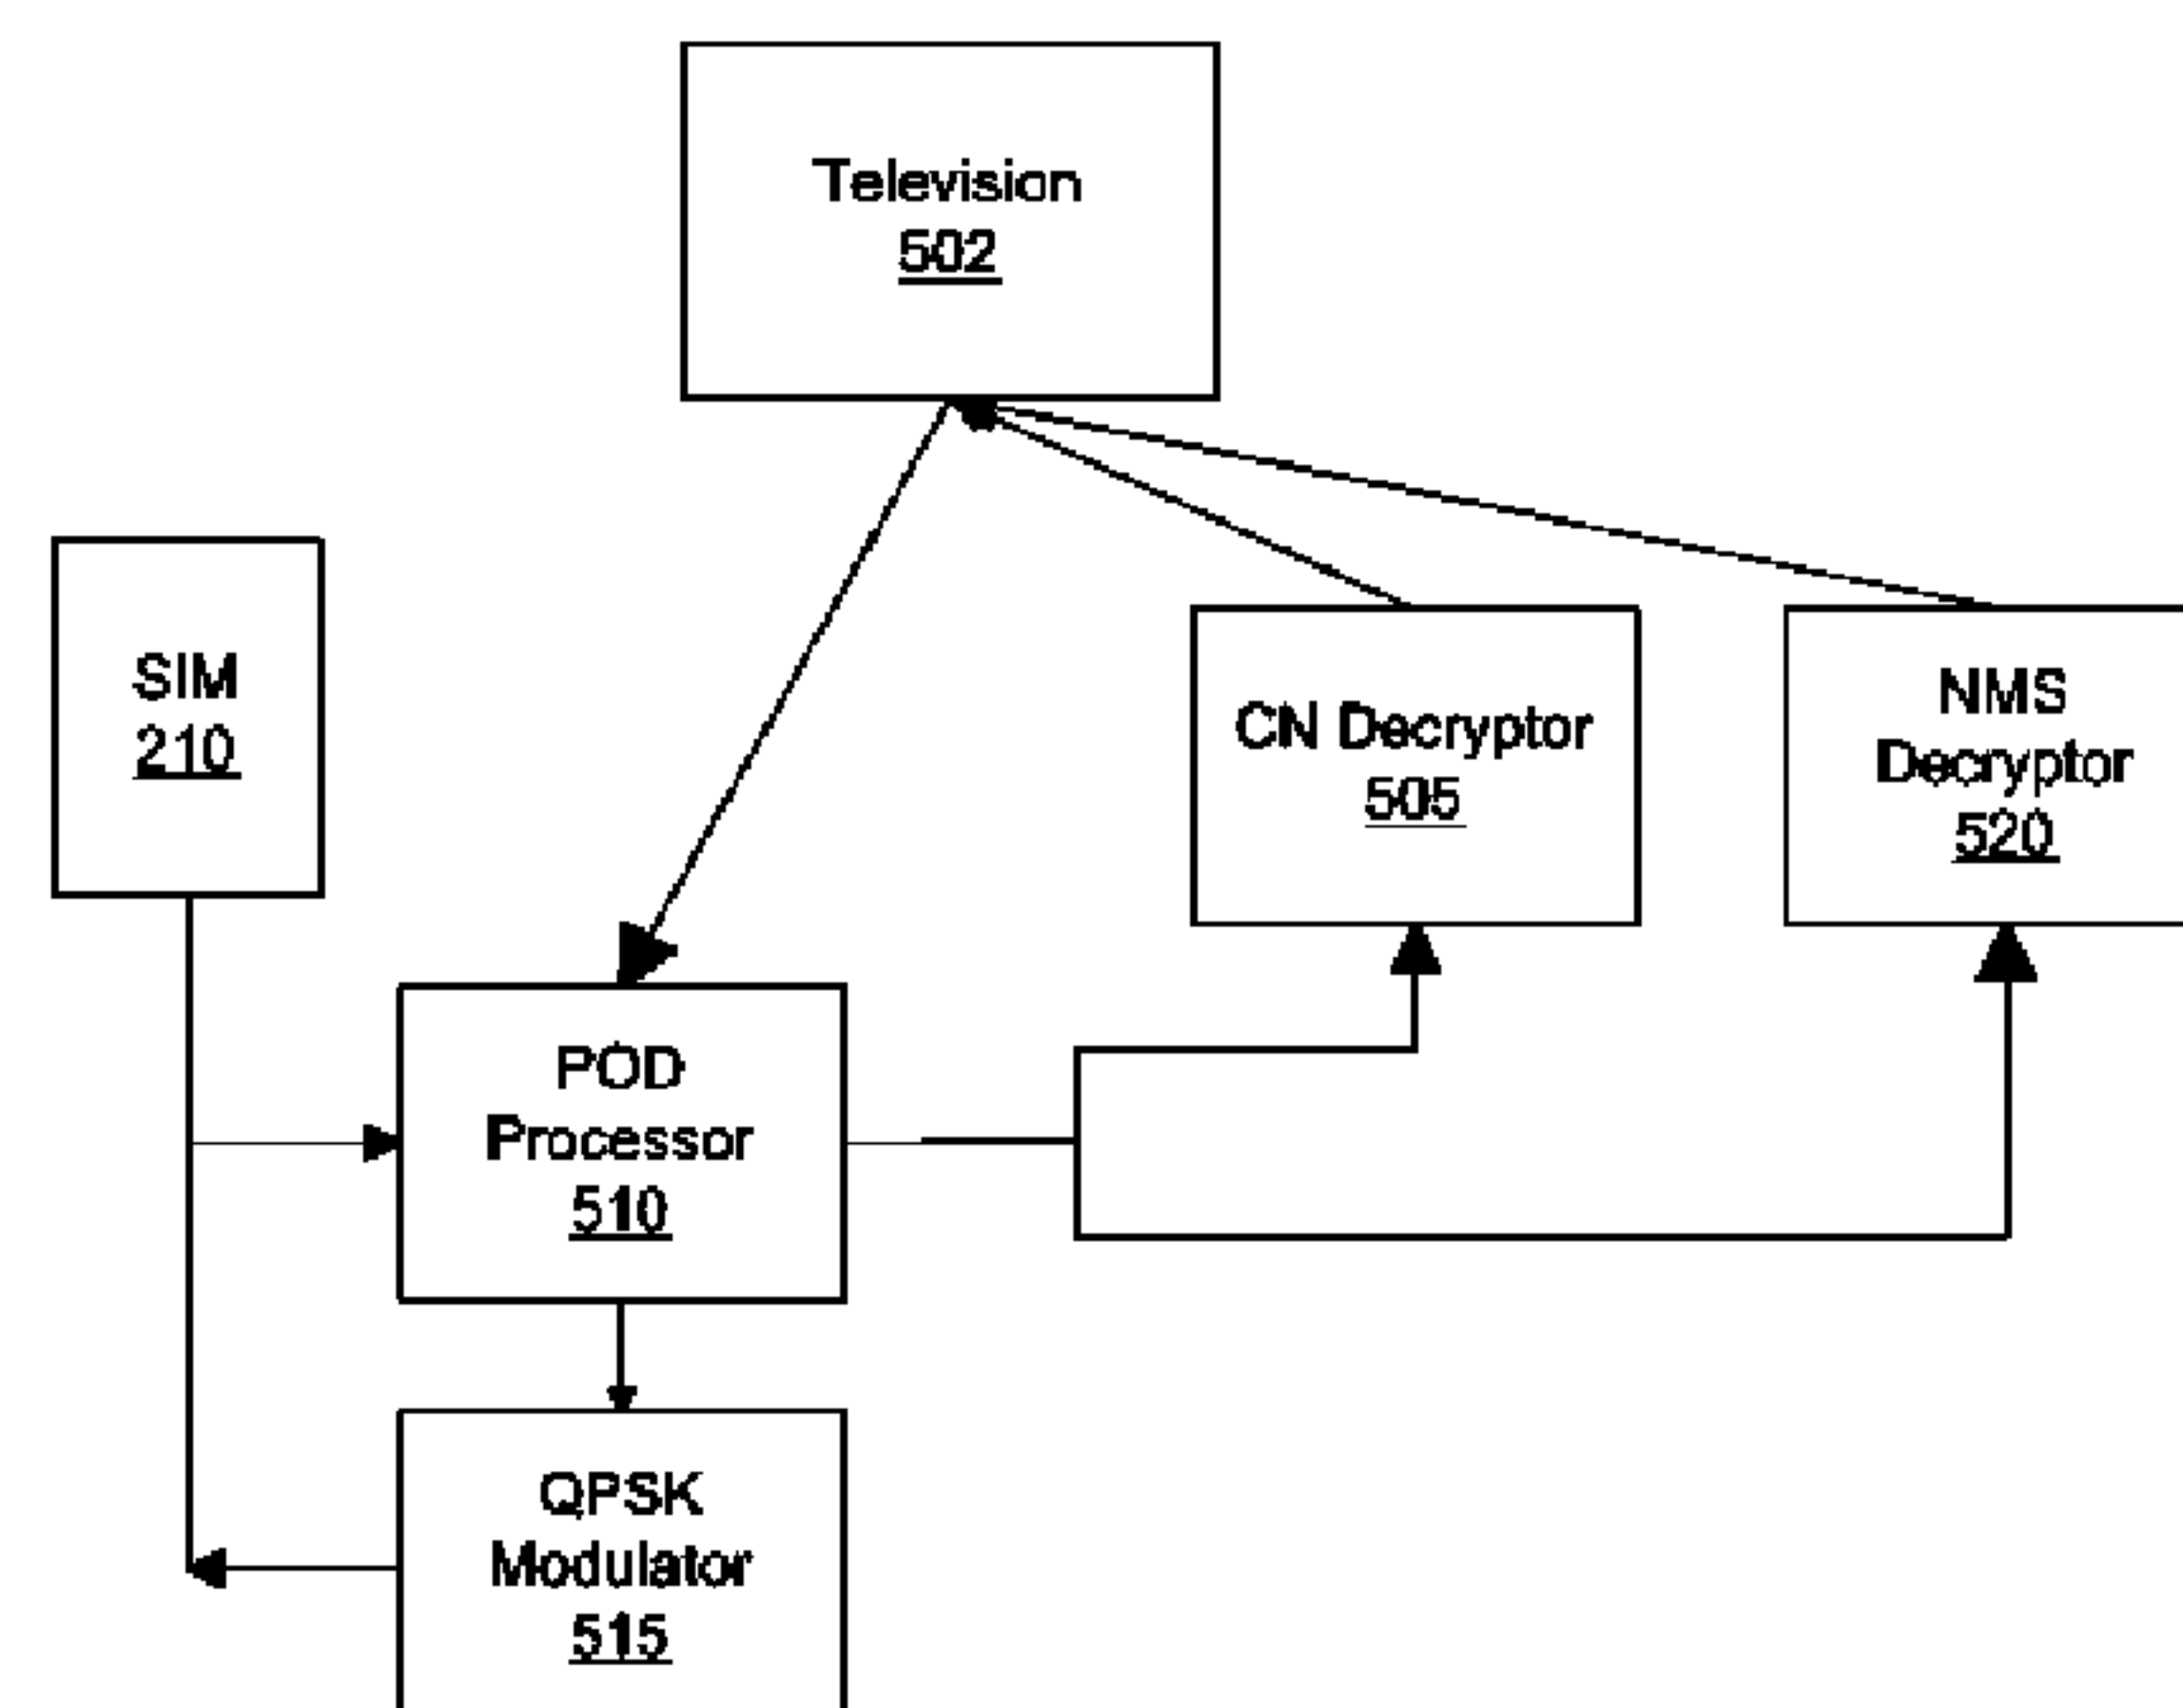 Television
502
SIM
210
CN Decryptor
505
NMS
Decryptor
520
POD
Processor
510
QPSK
Modulator
515